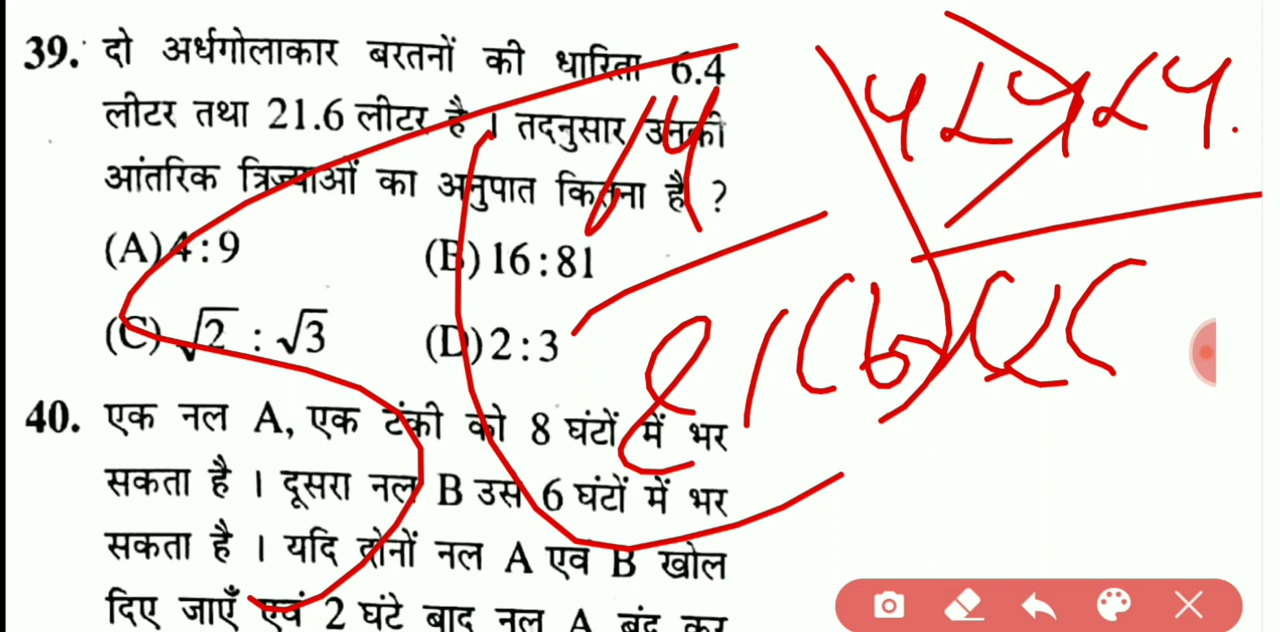 39. दो अर्धगोलाकार बरतनों की धारिता 6.4
लीटर तथा 21.6 लीटर है । तदनुसार उनकी
आंतरिक त्रिज्याओं का अनुपात कितना है ?
(A) 4 : 9 (B) 16 : 81
(C) √2 : √3 (D) 2 : 3
40. एक नल A, एक टंकी को 8 घंटों में भर
सकता है । दूसरा नल B उसे 6 घंटों में भर
सकता है । यदि दोनों नल A एवं B खोल
दिए जाएँ एवं 2 घंटे बाद नल A बंद कर